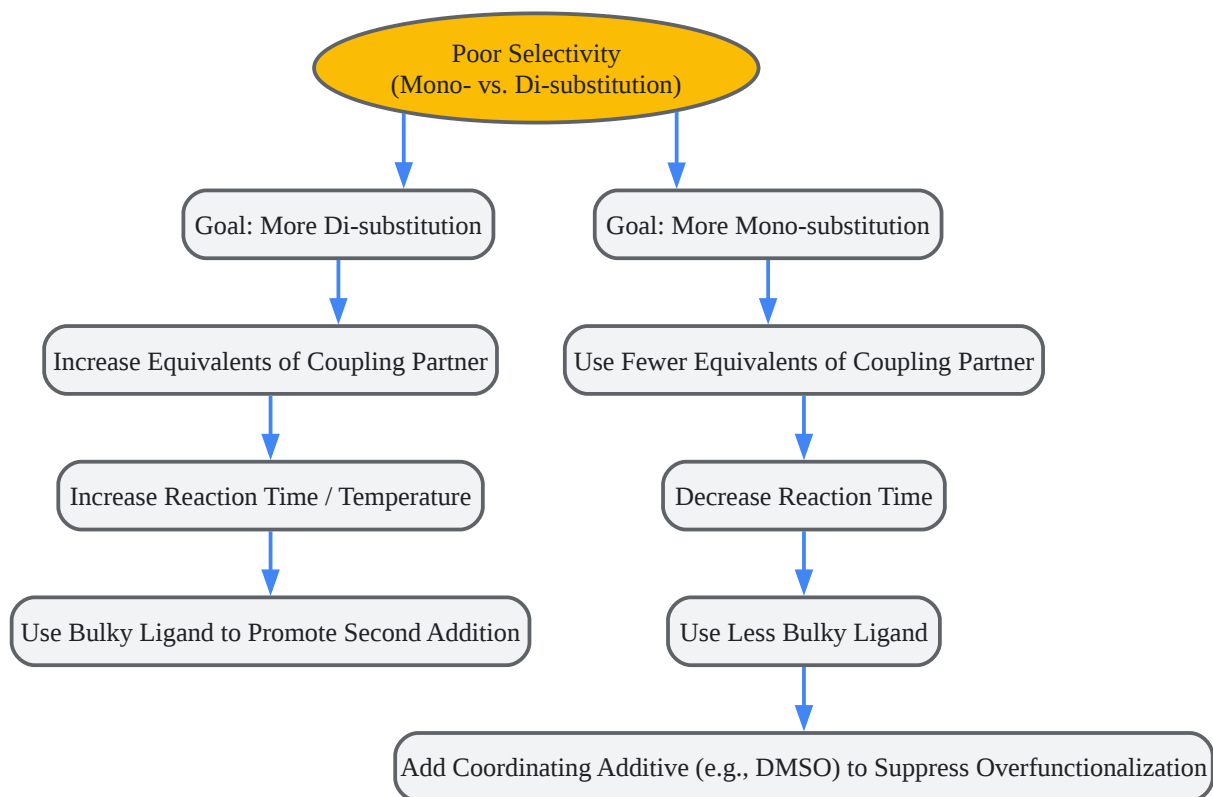 Poor Selectivity
(Mono- vs. Di-substitution)
Goal: More Di-substitution
Goal: More Mono-substitution
Increase Equivalents of Coupling Partner
Use Fewer Equivalents of Coupling Partner
Increase Reaction Time / Temperature
Decrease Reaction Time
Use Bulky Ligand to Promote Second Addition
Use Less Bulky Ligand
Add Coordinating Additive (e.g., DMSO) to Suppress Overfunctionalization